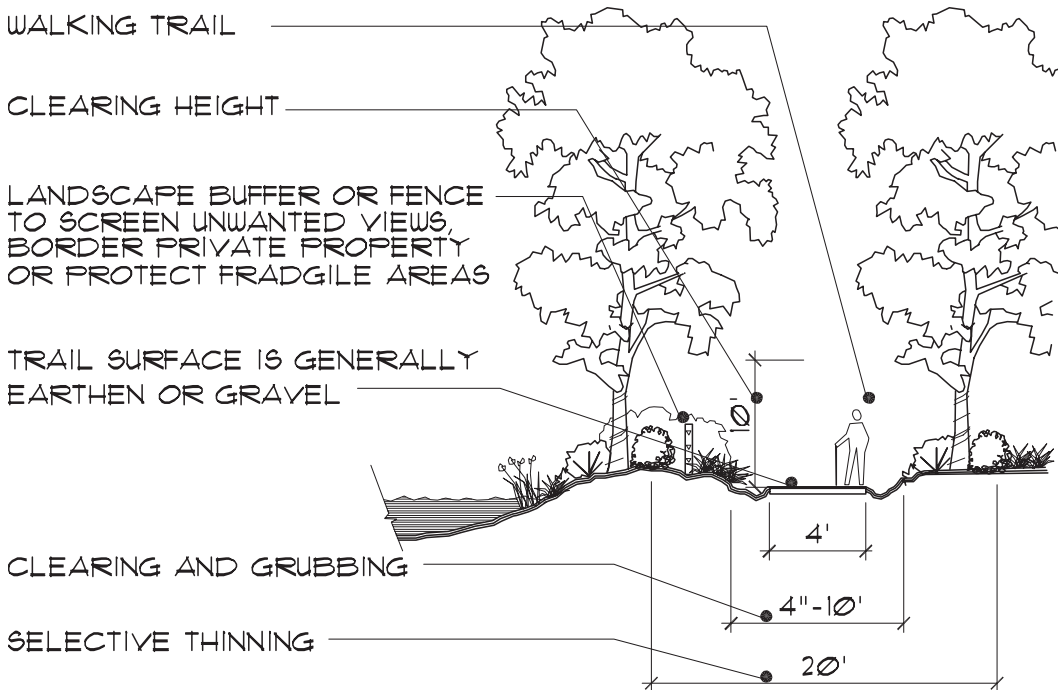 WALKING TRAIL
CLEARING HEIGHT
LANDSCAPE BUFFER OR FENCE
TO SCREEN UNWANTED VIEWS,
BORDER PRIVATE PROPERTY
OR PROTECT FRADGILE AREAS
TRAIL SURFACE IS GENERALLY
EARTHEN OR GRAVEL
10'
4'
CLEARING AND GRUBBING
4"-10'
SELECTIVE THINNING
20'